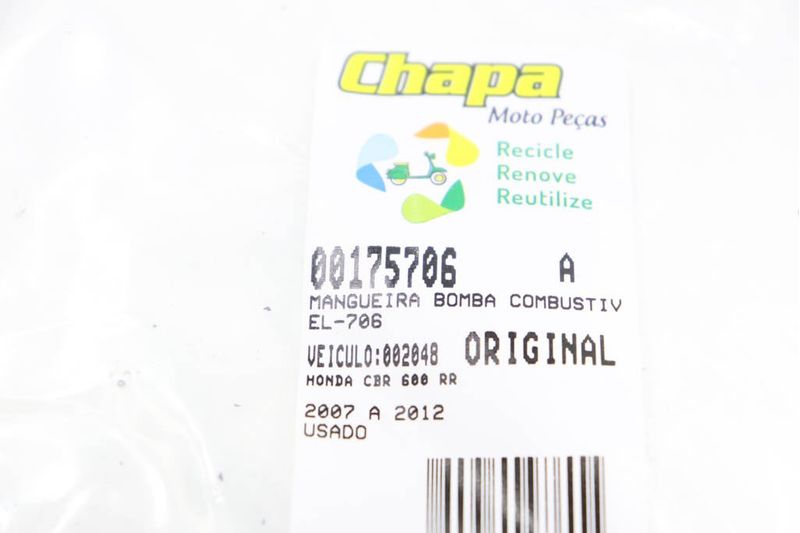 Chapa
Moto Peças
Recicle
Renove
Reutilize
00175706 A
MANGUEIRA BOMBA COMBUSTIV
EL-706
VEICULO:002048 ORIGINAL
HONDA CBR 600 RR
2007 A 2012
USADO